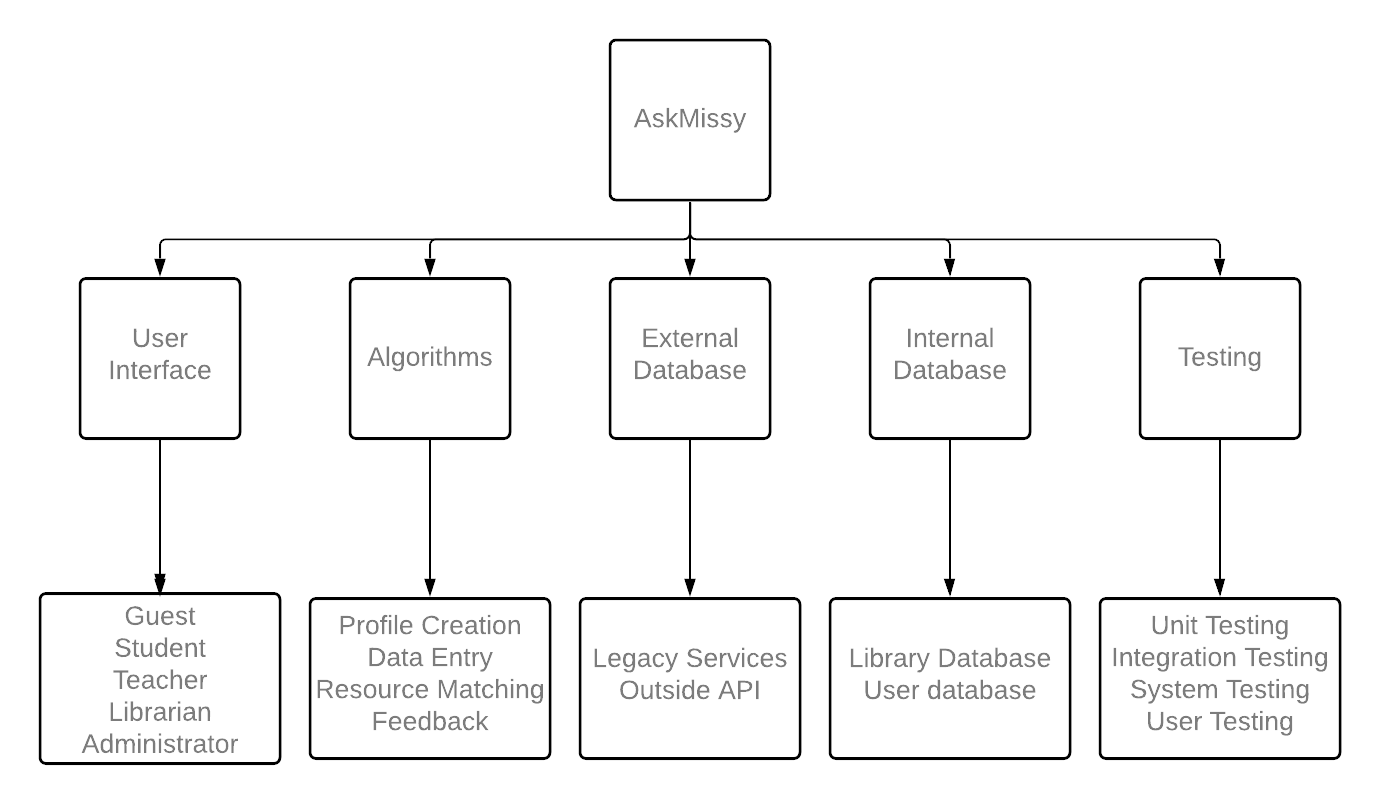 AskMissy
User
Interface
Algorithms
External
Database
Internal
Database
Testing
Guest
Student
Teacher
Librarian
Administrator
Profile Creation
Data Entry
Resource Matching
Feedback
Legacy Services
Outside API
Library Database
User database
Unit Testing
Integration Testing
System Testing
User Testing